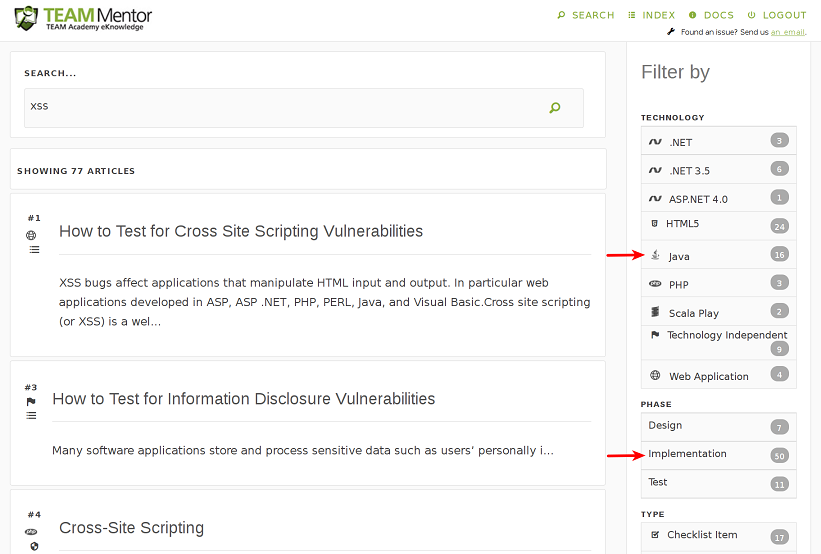 TEAM Mentor
TEAM Academy eKnowledge
SEARCH INDEX DOCS LOGOUT
Found an issue? Send us an email.
SEARCH...
XSS
SHOWING 77 ARTICLES
#1
How to Test for Cross Site Scripting Vulnerabilities
XSS bugs affect applications that manipulate HTML input and output. In particular web
applications developed in ASP, ASP .NET, PHP, PERL, Java, and Visual Basic.Cross site scripting
(or XSS) is a wel...
#3
How to Test for Information Disclosure Vulnerabilities
Many software applications store and process sensitive data such as users' personally i...
#4
php
Cross-Site Scripting
Filter by
TECHNOLOGY
.NET 3
.NET 3.5 6
ASP.NET 4.0 1
HTML5 24
Java 16
php PHP 3
Scala Play 2
Technology Independent
9
Web Application 4
PHASE
Design 7
Implementation 50
Test 11
TYPE
Checklist Item 17